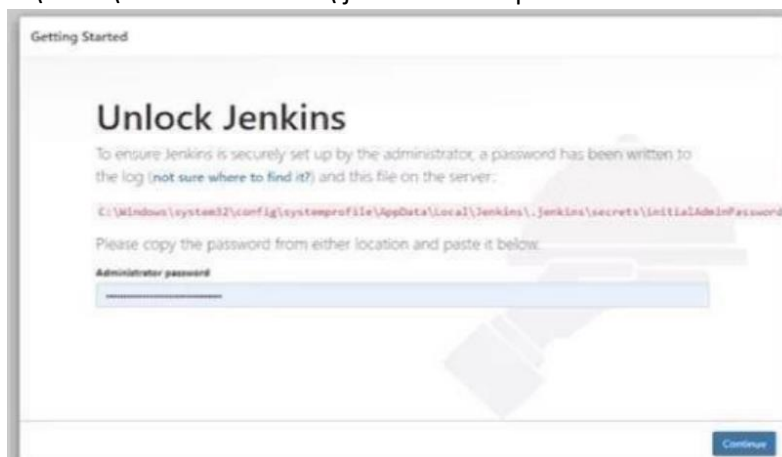 Getting Started
Unlock Jenkins
To ensure Jenkins is securely set up by the administrator, a password has been written to
the log (not sure where to find it?) and this file on the server:
C:\Windows\system32\config\systemprofile\AppData\Local\Jenkins\.jenkins\secrets\initialAdminPassword
Please copy the password from either location and paste it below.
Administrator password
Continue